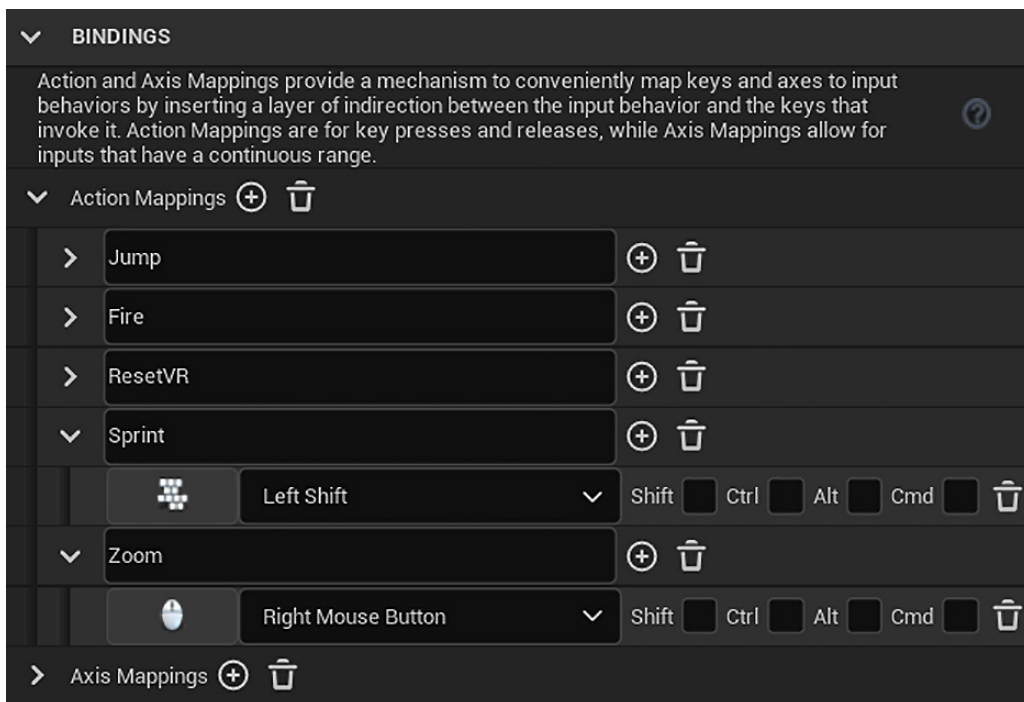 BINDINGS
Action and Axis Mappings provide a mechanism to conveniently map keys and axes to input
behaviors by inserting a layer of indirection between the input behavior and the keys that
invoke it. Action Mappings are for key presses and releases, while Axis Mappings allow for
inputs that have a continuous range.
Action Mappings
Jump
Fire
ResetVR
Sprint
Left Shift Shift Ctrl Alt Cmd
Zoom
Right Mouse Button Shift Ctrl Alt Cmd
Axis Mappings